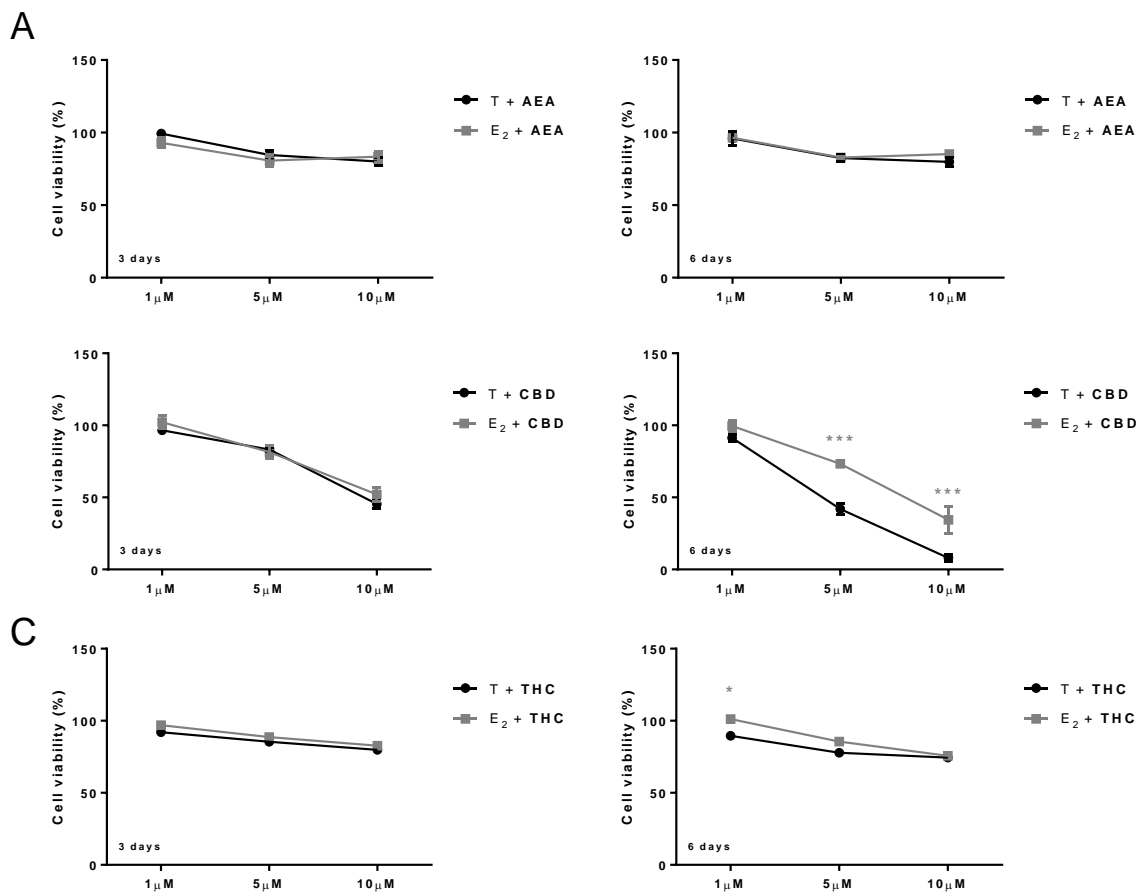 A
150
100
50
0
Cell viability (%)
3 days
1 μM
5 μM
10 μM
T + AEA
E₂ + AEA
150
100
50
0
Cell viability (%)
6 days
1 μM
5 μM
10 μM
T + AEA
E₂ + AEA
150
100
50
0
Cell viability (%)
3 days
1 μM
5 μM
10 μM
T + CBD
E₂ + CBD
150
100
50
0
Cell viability (%)
***
***
6 days
1 μM
5 μM
10 μM
T + CBD
E₂ + CBD
C
150
100
50
0
Cell viability (%)
3 days
1 μM
5 μM
10 μM
T + THC
E₂ + THC
150
100
50
0
Cell viability (%)
*
6 days
1 μM
5 μM
10 μM
T + THC
E₂ + THC